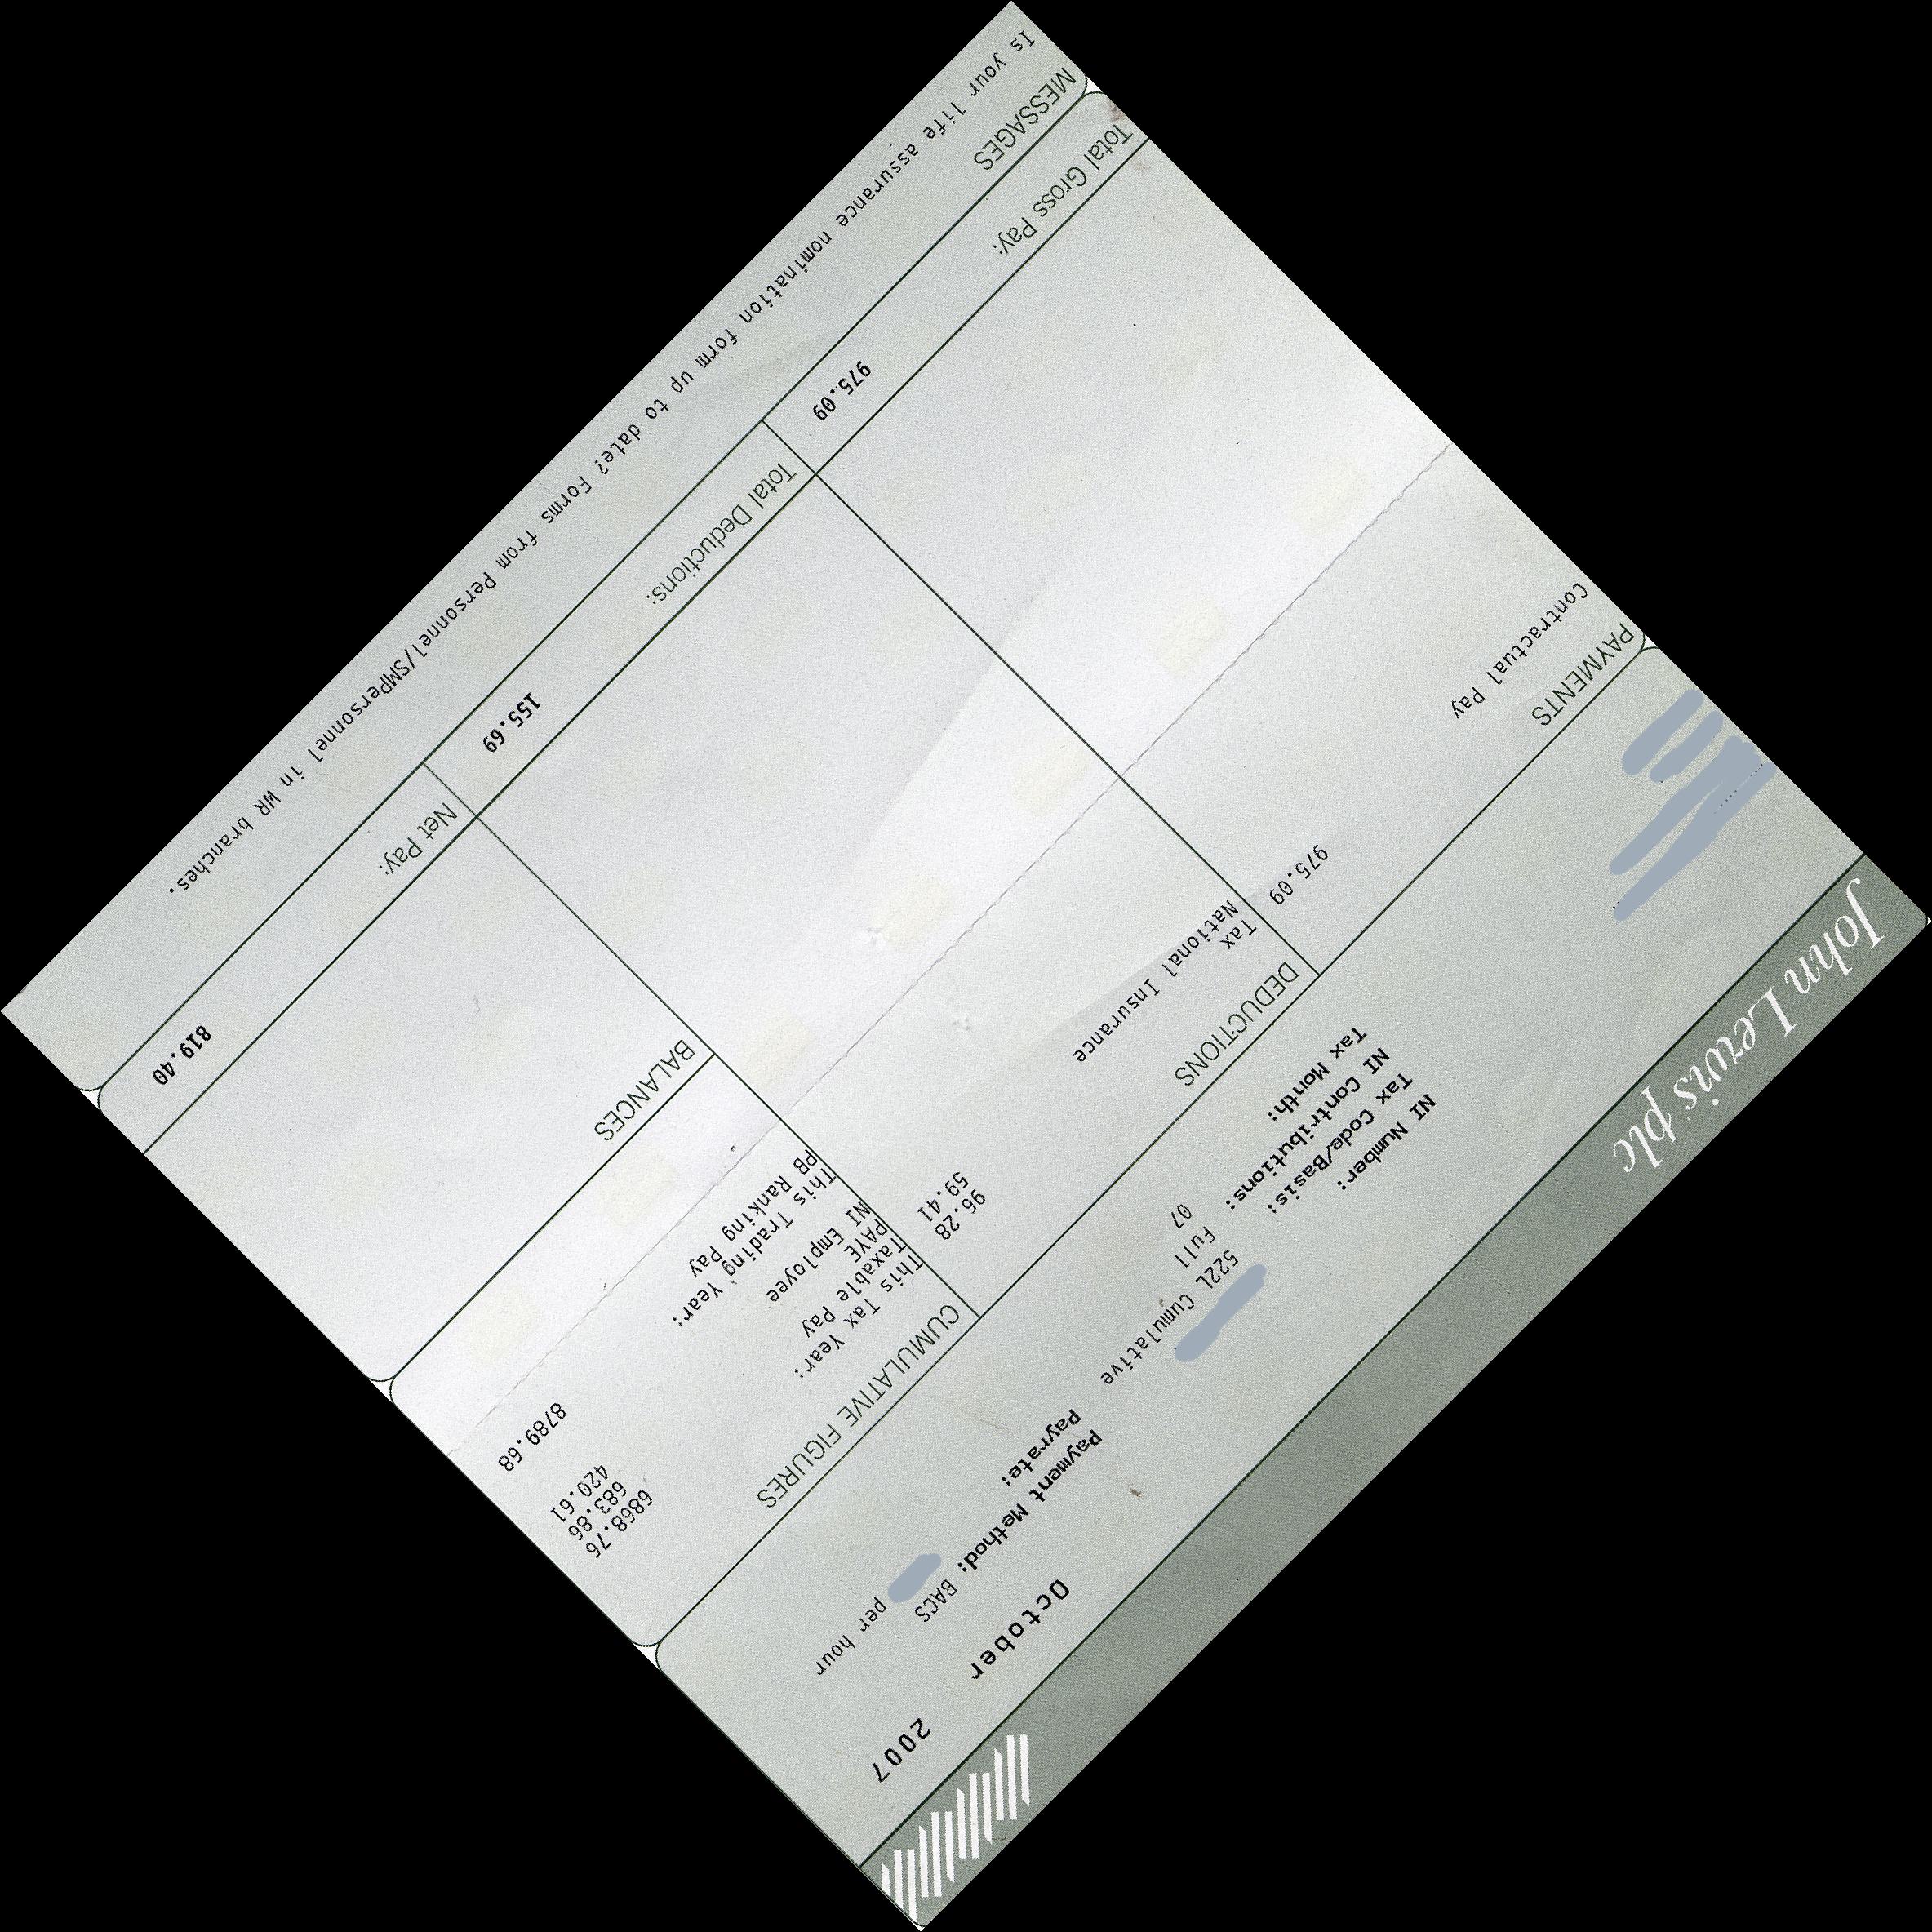 John Lewis plc
October 2007
NI Number:
Tax Code/Basis: 522L Cumulative
NI Contributions: Full
Tax Month: 07
Payment Method: BACS
Payrate: per hour
PAYMENTS
Contractual Pay 975.09
DEDUCTIONS
Tax 96.28
National Insurance 59.41
CUMULATIVE FIGURES
This Tax Year:
Taxable Pay 6868.76
PAYE 683.86
NI Employee 420.61
This Trading Year:
PB Ranking Pay 8789.68
BALANCES
Total Gross Pay: 975.09
Total Deductions: 155.69
Net Pay: 819.40
MESSAGES
Is your life assurance nomination form up to date? Forms from Personnel/SMPersonnel in WR branches.